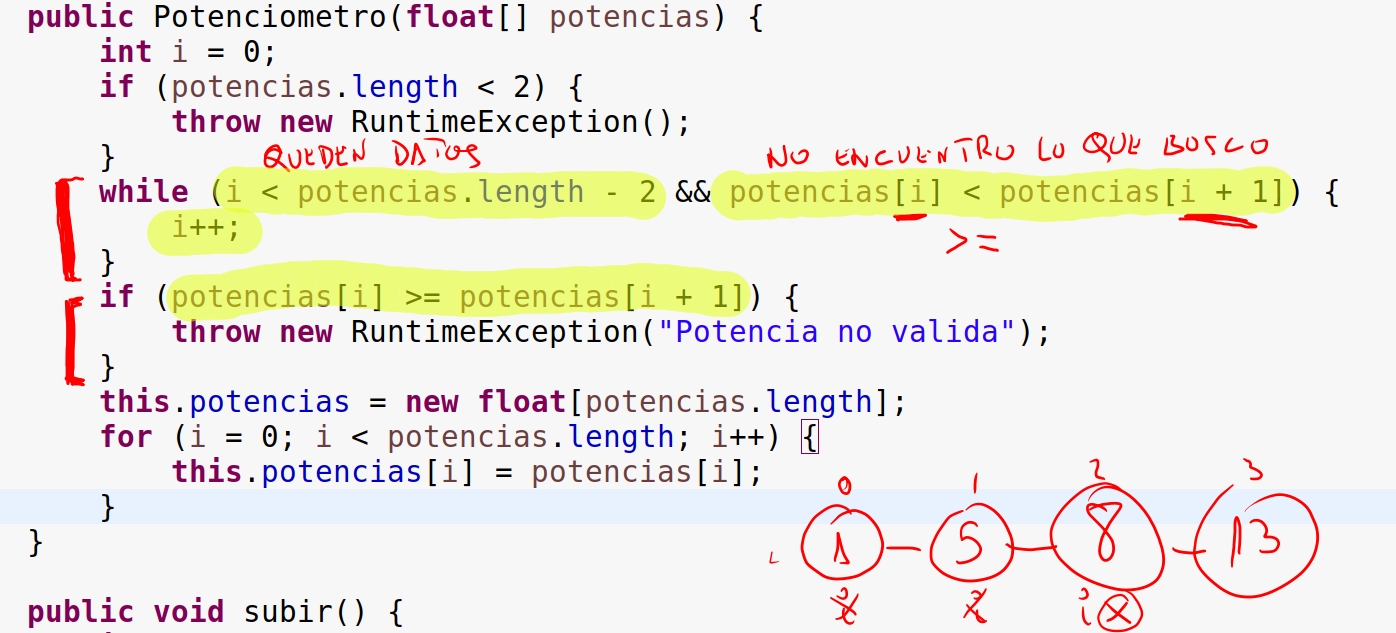 public Potenciometro(float[] potencias) {
int i = 0;
if (potencias.length < 2) {
throw new RuntimeException();
}
QUEDEN DATOS
NO ENCUENTRO LO QUE BUSCO
while (i < potencias.length - 2 && potencias[i] < potencias[i + 1]) {
i++;
>=
}
if (potencias[i] >= potencias[i + 1]) {
throw new RuntimeException("Potencia no valida");
}
this.potencias = new float[potencias.length];
for (i = 0; i < potencias.length; i++) {
this.potencias[i] = potencias[i];
}
0 1 2 3
1 5 8 13
}
i i i
public void subir() {